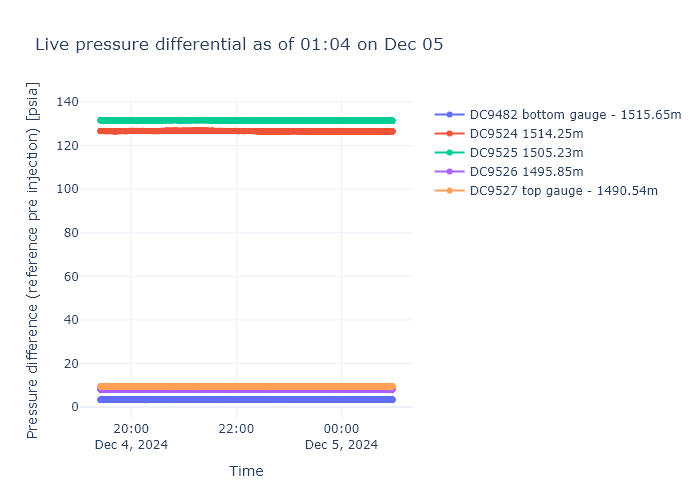 Live pressure differential as of 01:04 on Dec 05
Pressure difference (reference pre injection) [psia]
140
120
100
80
60
40
20
0
20:00
Dec 4, 2024
22:00
00:00
Dec 5, 2024
Time
DC9482 bottom gauge - 1515.65m
DC9524 1514.25m
DC9525 1505.23m
DC9526 1495.85m
DC9527 top gauge - 1490.54m